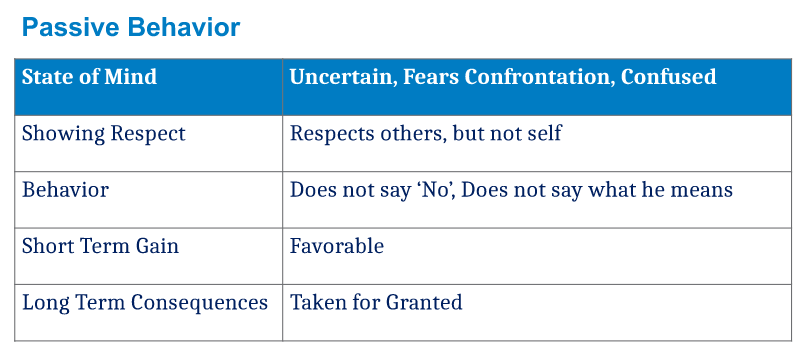 Passive Behavior
State of Mind
Uncertain, Fears Confrontation, Confused
Showing Respect
Respects others, but not self
Behavior
Does not say ‘No’, Does not say what he means
Short Term Gain
Favorable
Long Term Consequences
Taken for Granted